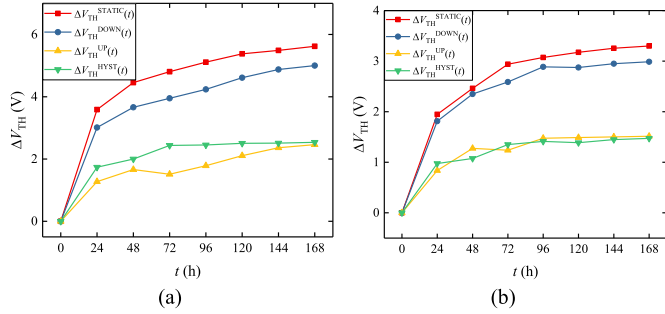 ΔV_TH^STATIC(t)
ΔV_TH^DOWN(t)
ΔV_TH^UP(t)
ΔV_TH^HYST(t)
6
4
2
0
ΔV_TH (V)
0 24 48 72 96 120 144 168
t (h)
(a)
ΔV_TH^STATIC(t)
ΔV_TH^DOWN(t)
ΔV_TH^UP(t)
ΔV_TH^HYST(t)
4
3
2
1
0
ΔV_TH (V)
0 24 48 72 96 120 144 168
t (h)
(b)